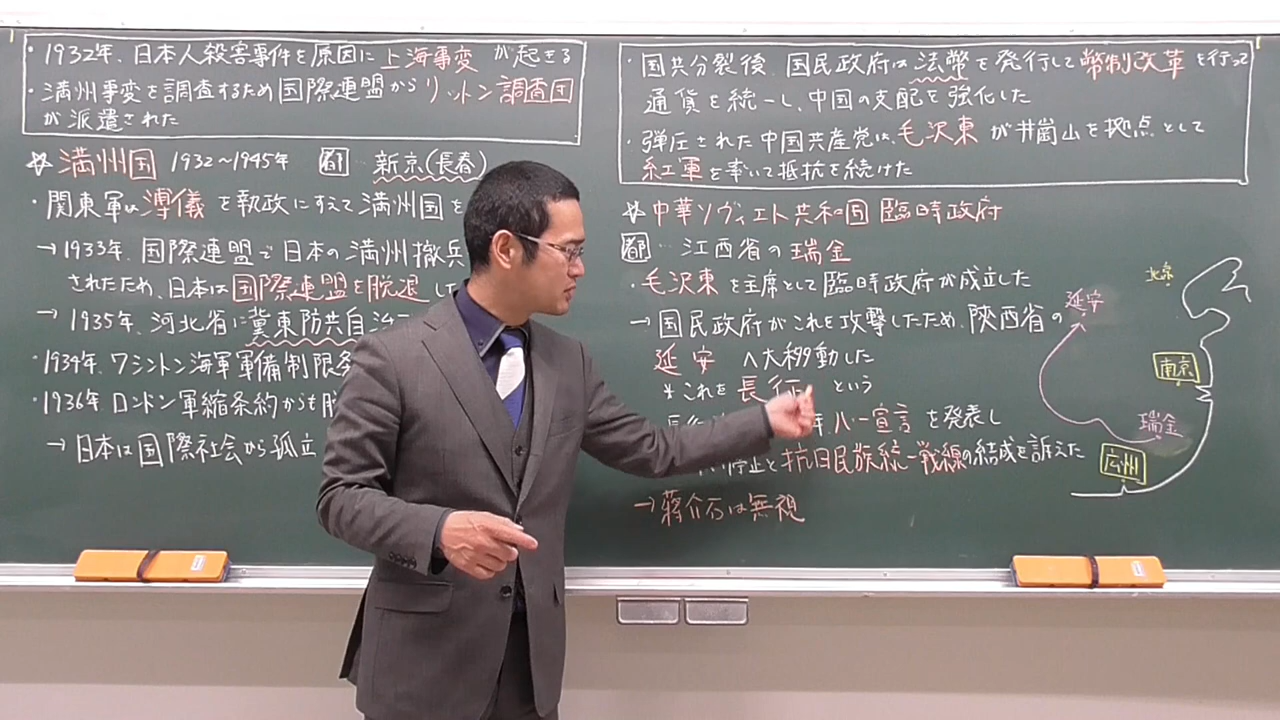 ・1932年、日本人殺害事件を原因に上海事変が起きる
・満州事変を調査するため国際連盟からリットン調査団
が派遣された
☆満州国 1932~1945年 都… 新京(長春)
・関東軍は溥儀を執政にすえて満州国を
→1933年、国際連盟で日本の満州撤兵
されたため、日本は国際連盟を脱退し
→1935年、河北省に冀東防共自治
・1934年、ワシントン海軍軍備制限条
・1936年、ロンドン軍縮条約からも脱
→日本は国際社会から孤立
・国共分裂後、国民政府は法幣を発行して幣制改革を行って
通貨を統一し、中国の支配を強化した
・弾圧された中国共産党は、毛沢東が井崗山を拠点として
紅軍を率いて抵抗を続けた
☆中華ソヴィエト共和国臨時政府
都… 江西省の瑞金
・毛沢東を主席として臨時政府が成立した
→国民政府がこれを攻撃したため、陝西省の
延安 へ大移動した
*これを長征 という
年、八・一宣言を発表し
停止と抗日民族統一戦線の結成を訴えた
→蔣介石は無視
北京
延安
南京
瑞金
広州